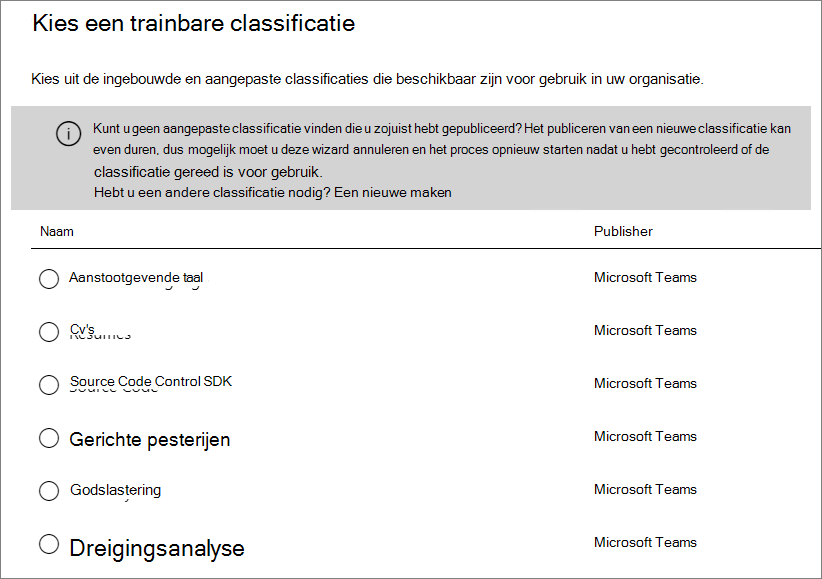 Kies een trainbare classificatie
Kies uit de ingebouwde en aangepaste classificaties die beschikbaar zijn voor gebruik in uw organisatie.
Kunt u geen aangepaste classificatie vinden die u zojuist hebt gepubliceerd? Het publiceren van een nieuwe classificatie kan
even duren, dus mogelijk moet u deze wizard annuleren en het proces opnieuw starten nadat u hebt gecontroleerd of de
classificatie gereed is voor gebruik.
Hebt u een andere classificatie nodig? Een nieuwe maken
Naam Publisher
Aanstootgevende taal Microsoft Teams
Cv's Microsoft Teams
Source Code Control SDK Microsoft Teams
Gerichte pesterijen Microsoft Teams
Godslastering Microsoft Teams
Dreigingsanalyse Microsoft Teams